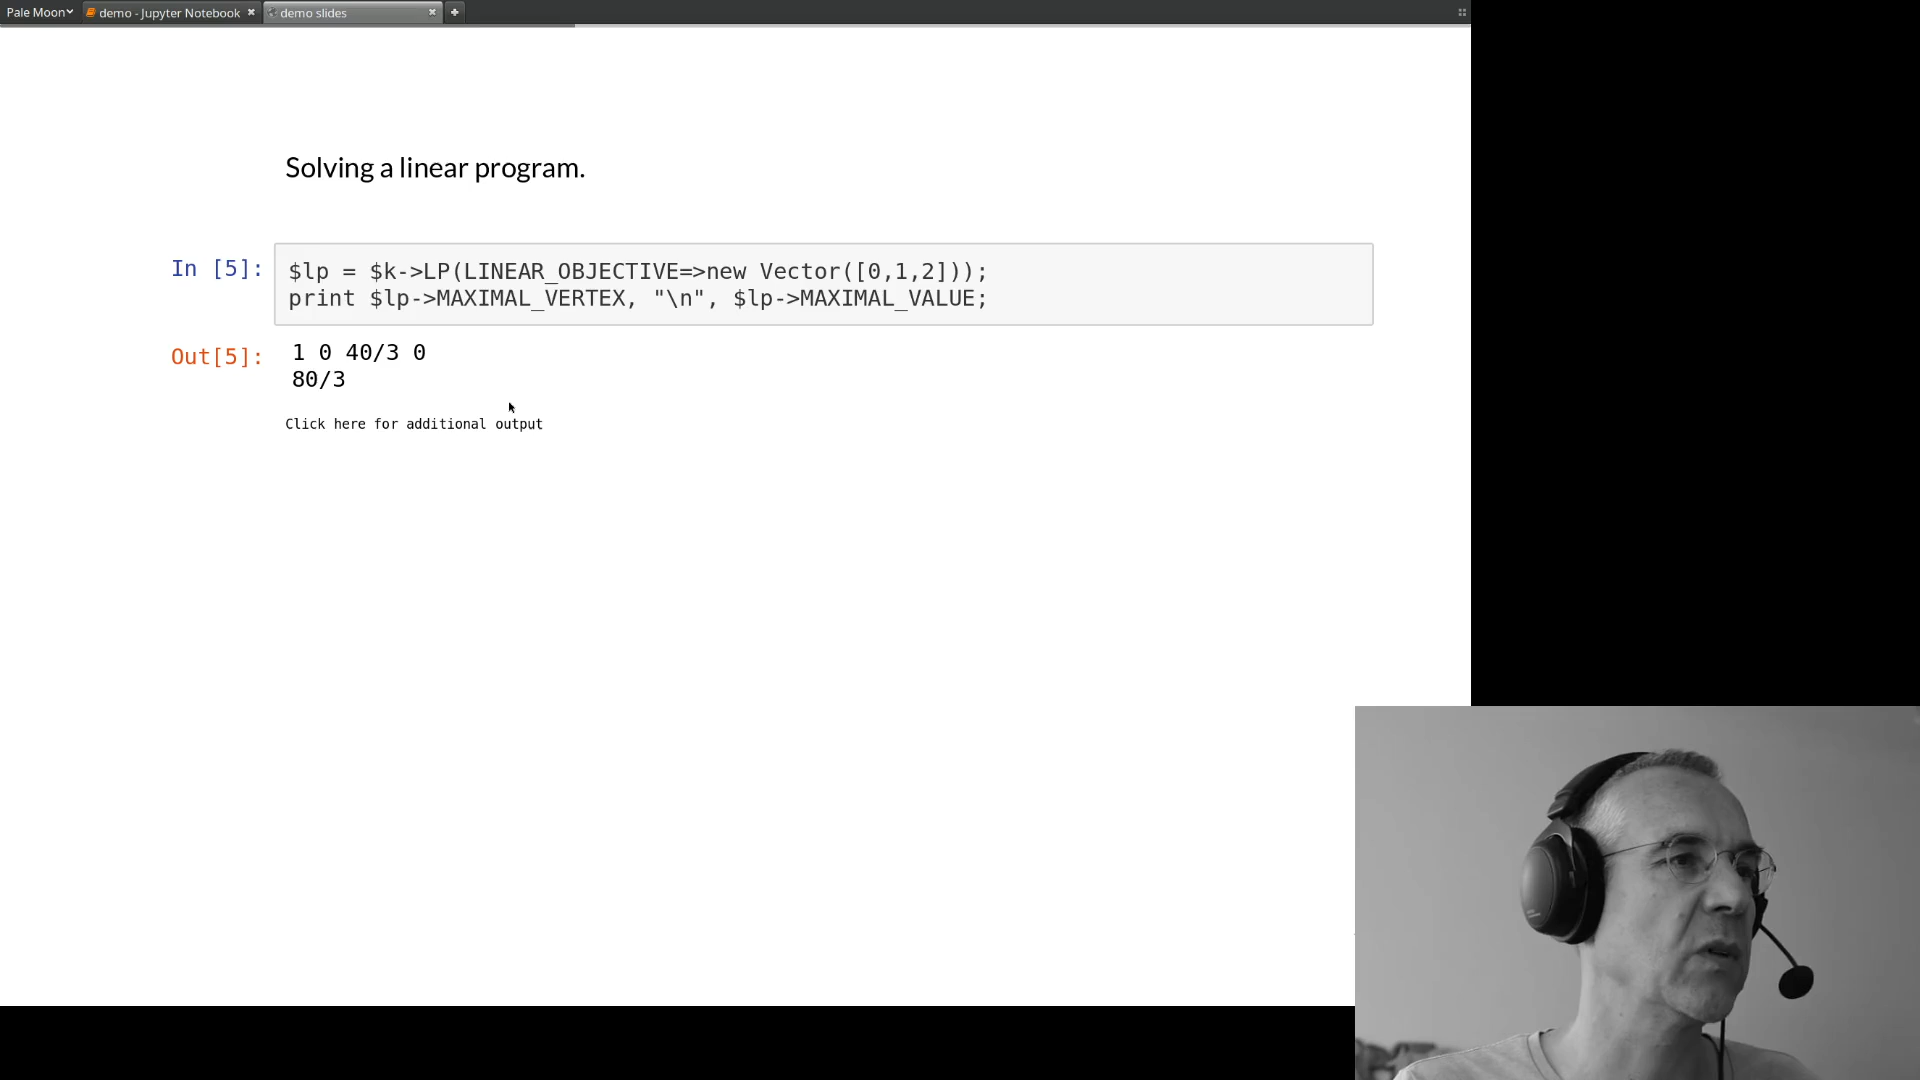 Pale Moon
demo - Jupyter Notebook
demo slides
Solving a linear program.
In [5]:
$lp = $k->LP(LINEAR_OBJECTIVE=>new Vector([0,1,2]));
print $lp->MAXIMAL_VERTEX, "\n", $lp->MAXIMAL_VALUE;
Out[5]:
1 0 40/3 0
80/3
Click here for additional output